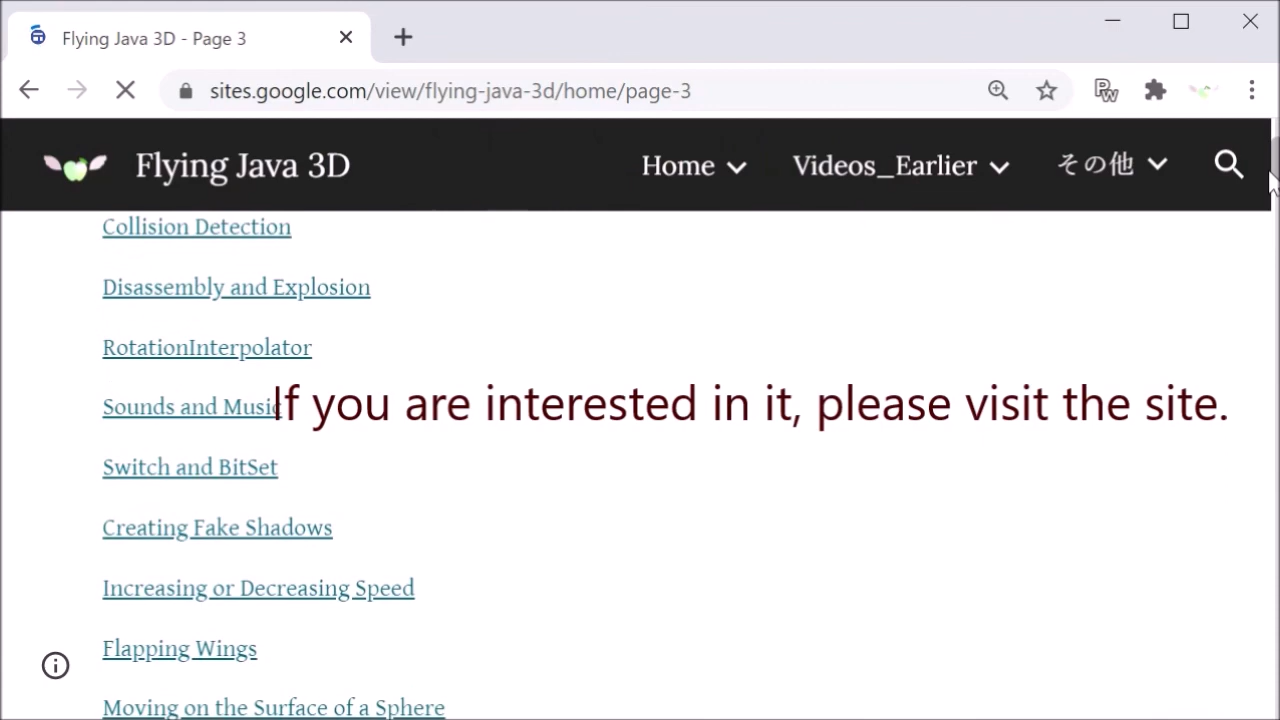 Flying Java 3D - Page 3
sites.google.com/view/flying-java-3d/home/page-3
Flying Java 3D Home Videos_Earlier その他
Collision Detection
Disassembly and Explosion
RotationInterpolator
Sounds and Music
If you are interested in it, please visit the site.
Switch and BitSet
Creating Fake Shadows
Increasing or Decreasing Speed
Flapping Wings
Moving on the Surface of a Sphere